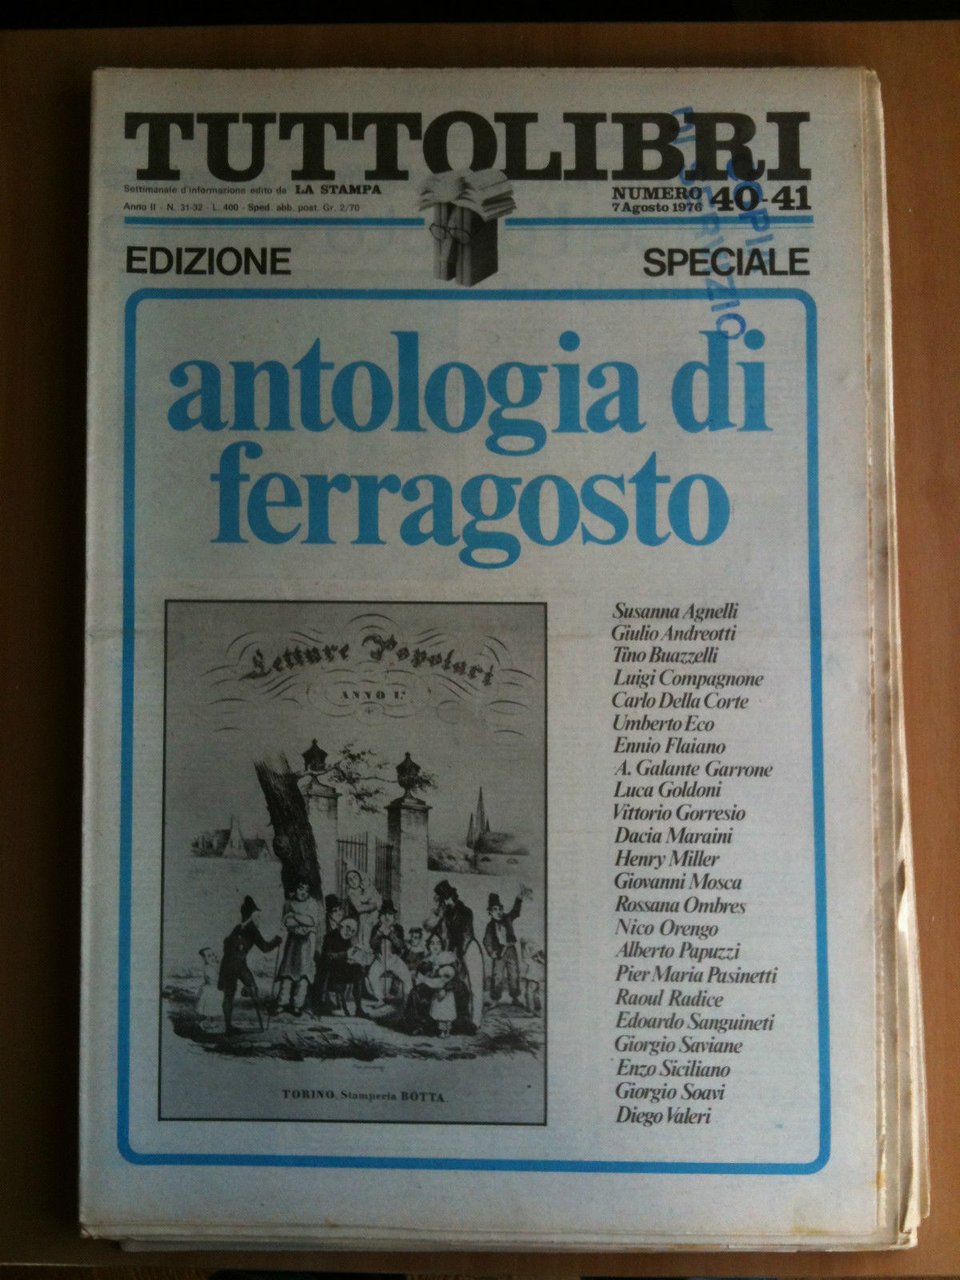 TUTTOLIBRI
Settimanale d'informazione edito da LA STAMPA
Anno II - N. 31-32 - L. 400 - Sped. abb. post. Gr. 2/70
NUMERO 40-41
7 Agosto 1976
COPIA
DI SERVIZIO
EDIZIONE SPECIALE
antologia di
ferragosto
Letture Popolari
ANNO I.°
TORINO, Stamperia BOTTA.
Susanna Agnelli
Giulio Andreotti
Tino Buazzelli
Luigi Compagnone
Carlo Della Corte
Umberto Eco
Ennio Flaiano
A. Galante Garrone
Luca Goldoni
Vittorio Gorresio
Dacia Maraini
Henry Miller
Giovanni Mosca
Rossana Ombres
Nico Orengo
Alberto Papuzzi
Pier Maria Pasinetti
Raoul Radice
Edoardo Sanguineti
Giorgio Saviane
Enzo Siciliano
Giorgio Soavi
Diego Valeri